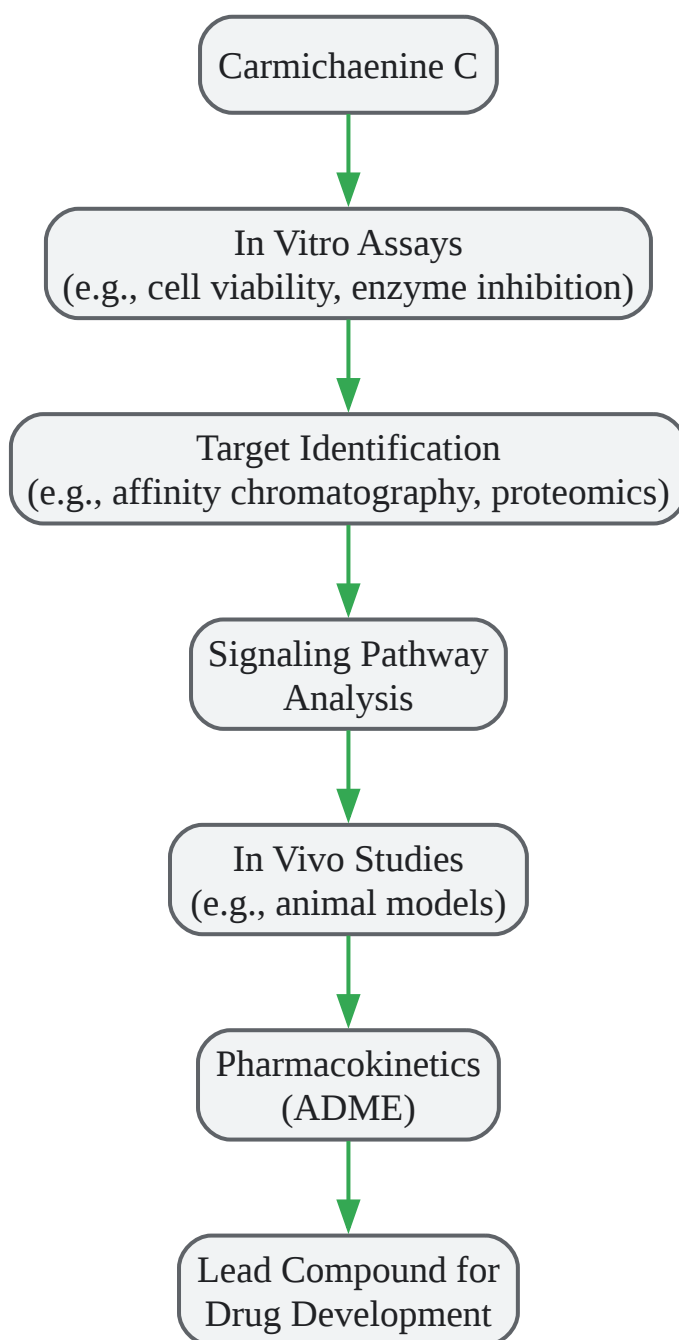 Carmichaenine C
In Vitro Assays
(e.g., cell viability, enzyme inhibition)
Target Identification
(e.g., affinity chromatography, proteomics)
Signaling Pathway
Analysis
In Vivo Studies
(e.g., animal models)
Pharmacokinetics
(ADME)
Lead Compound for
Drug Development